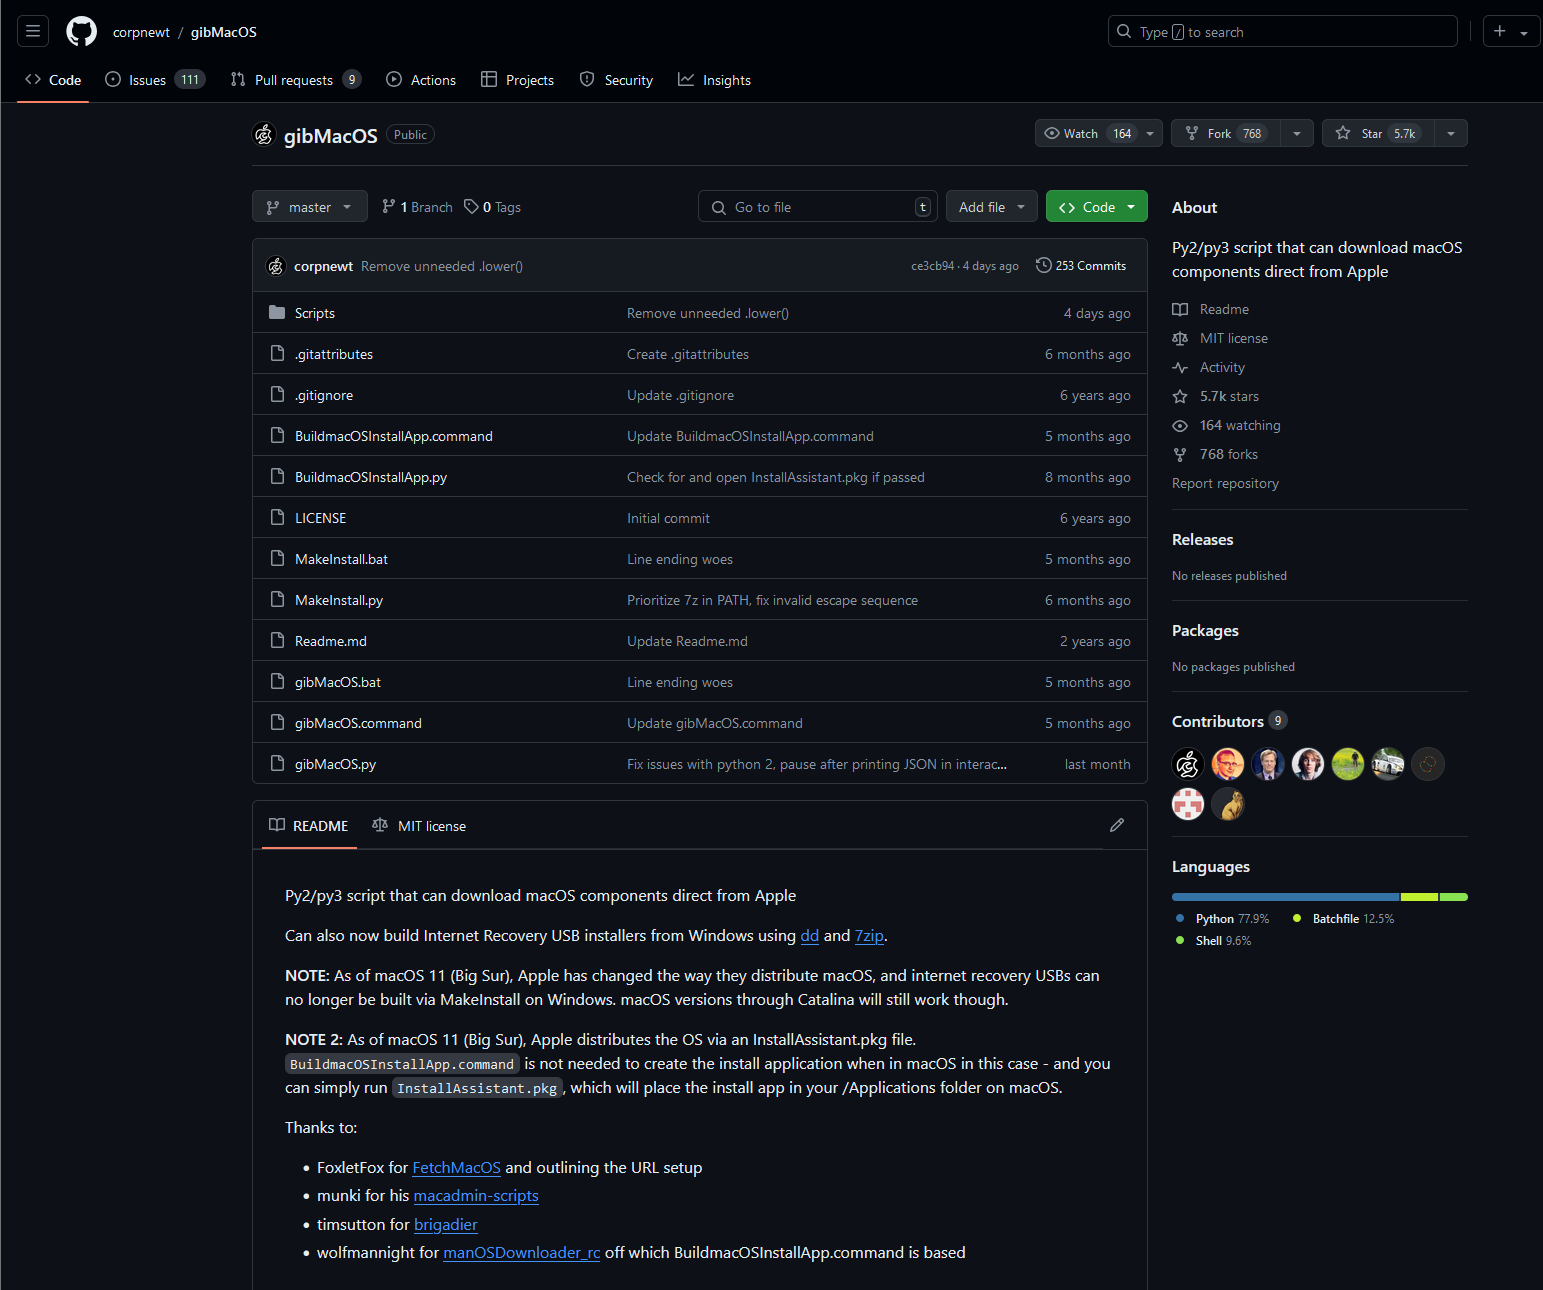 corpnewt / gibMacOS
Type / to search
Code
Issues 111
Pull requests 9
Actions
Projects
Security
Insights
gibMacOS Public
Watch 164
Fork 768
Star 5.7k
master
1 Branch
0 Tags
Go to file t
Add file
Code
corpnewt Remove unneeded .lower() ce3cb94 · 4 days ago 253 Commits
Scripts Remove unneeded .lower() 4 days ago
.gitattributes Create .gitattributes 6 months ago
.gitignore Update .gitignore 6 years ago
BuildmacOSInstallApp.command Update BuildmacOSInstallApp.command 5 months ago
BuildmacOSInstallApp.py Check for and open InstallAssistant.pkg if passed 8 months ago
LICENSE Initial commit 6 years ago
MakeInstall.bat Line ending woes 5 months ago
MakeInstall.py Prioritize 7z in PATH, fix invalid escape sequence 6 months ago
Readme.md Update Readme.md 2 years ago
gibMacOS.bat Line ending woes 5 months ago
gibMacOS.command Update gibMacOS.command 5 months ago
gibMacOS.py Fix issues with python 2, pause after printing JSON in interac... last month
README
MIT license
Py2/py3 script that can download macOS components direct from Apple
Can also now build Internet Recovery USB installers from Windows using dd and 7zip.
NOTE: As of macOS 11 (Big Sur), Apple has changed the way they distribute macOS, and internet recovery USBs can
no longer be built via MakeInstall on Windows. macOS versions through Catalina will still work though.
NOTE 2: As of macOS 11 (Big Sur), Apple distributes the OS via an InstallAssistant.pkg file.
BuildmacOSInstallApp.command is not needed to create the install application when in macOS in this case - and you
can simply run InstallAssistant.pkg, which will place the install app in your /Applications folder on macOS.
Thanks to:
• FoxletFox for FetchMacOS and outlining the URL setup
• munki for his macadmin-scripts
• timsutton for brigadier
• wolfmannight for manOSDownloader_rc off which BuildmacOSInstallApp.command is based
About
Py2/py3 script that can download macOS
components direct from Apple
Readme
MIT license
Activity
5.7k stars
164 watching
768 forks
Report repository
Releases
No releases published
Packages
No packages published
Contributors 9
Languages
Python 77.9%
Batchfile 12.5%
Shell 9.6%